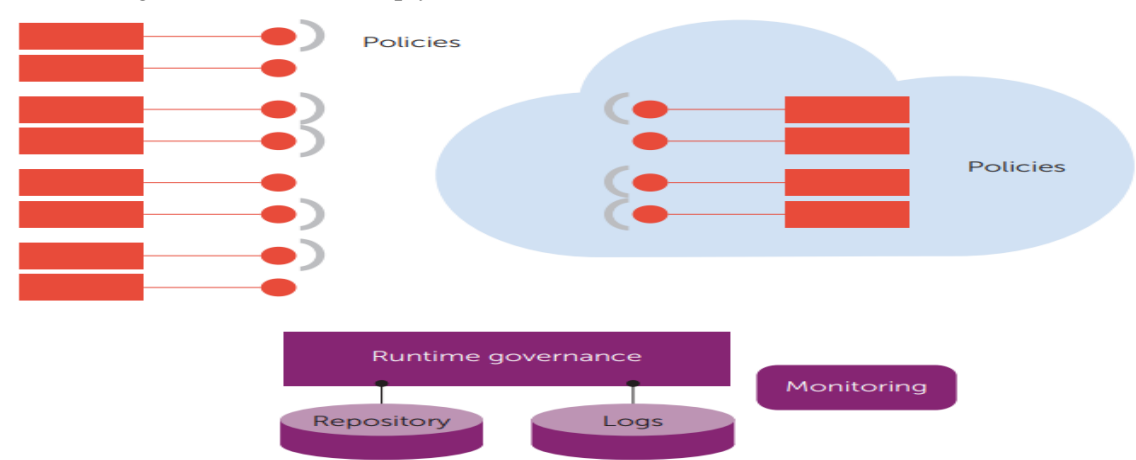 Policies
Policies
Runtime governance
Monitoring
Repository
Logs